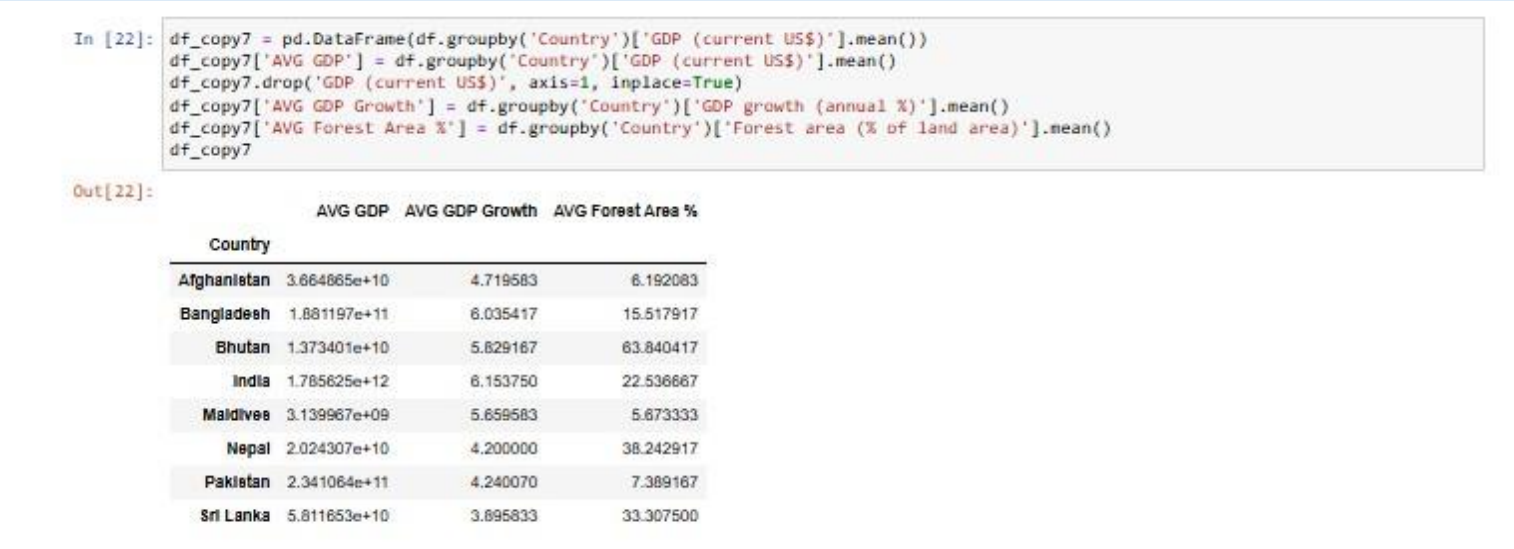 In [22]: df_copy7 = pd.DataFrame(df.groupby('Country')['GDP (current US$)'].mean())
df_copy7['AVG GDP'] = df.groupby('Country')['GDP (current US$)'].mean()
df_copy7.drop('GDP (current US$)', axis=1, inplace=True)
df_copy7['AVG GDP Growth'] = df.groupby('Country')['GDP growth (annual %)'].mean()
df_copy7['AVG Forest Area %'] = df.groupby('Country')['Forest area (% of land area)'].mean()
df_copy7
Out[22]:
AVG GDP AVG GDP Growth AVG Forest Area %
Country
Afghanistan 3.664865e+10 4.719583 6.192083
Bangladesh 1.881197e+11 6.035417 15.517917
Bhutan 1.373401e+10 5.829167 63.840417
India 1.785625e+12 6.153750 22.536667
Maldives 3.139967e+09 5.659583 5.673333
Nepal 2.024307e+10 4.200000 38.242917
Pakistan 2.341064e+11 4.240070 7.389167
Sri Lanka 5.811653e+10 3.895833 33.307500